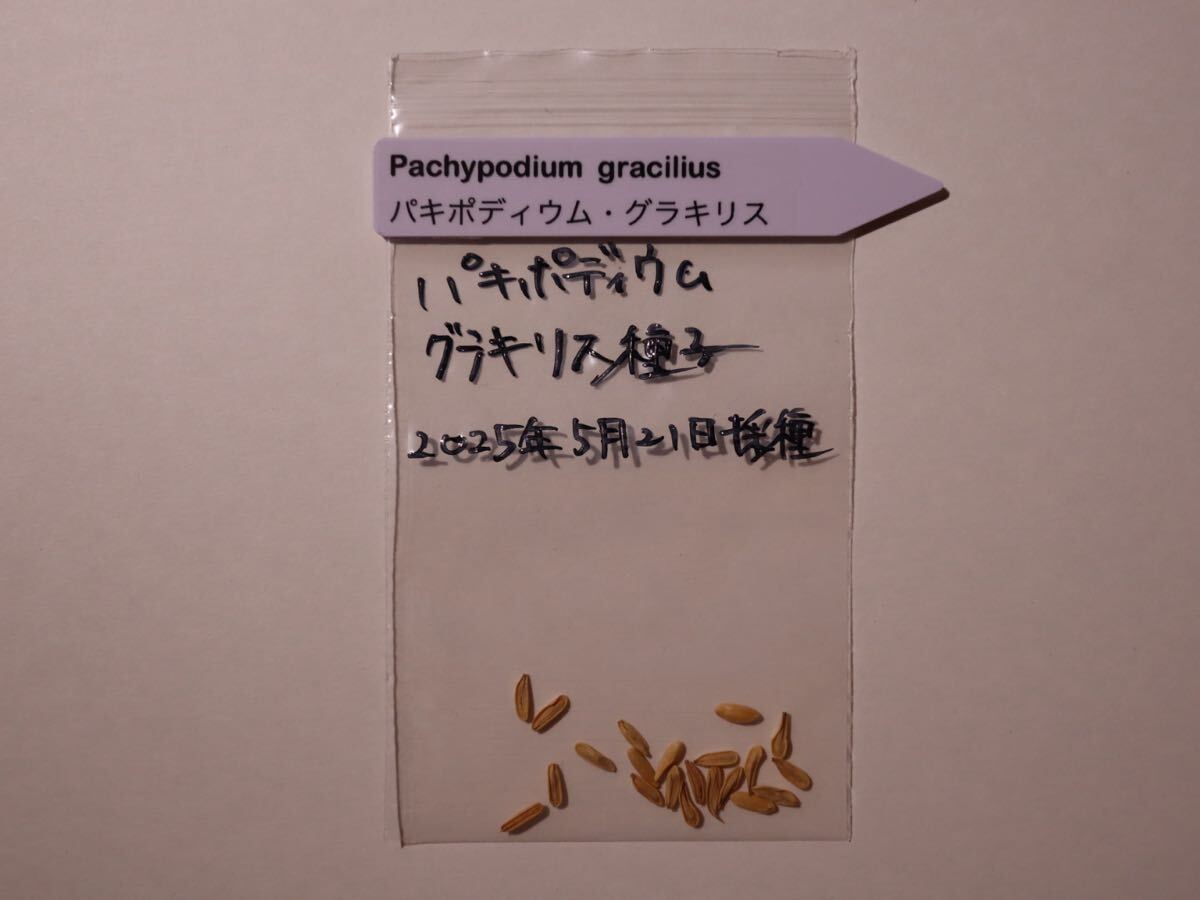 Pachypodium gracilius
パキポディウム・グラキリス
パキポディウム
グラキリス種子
2025年5月21日採種